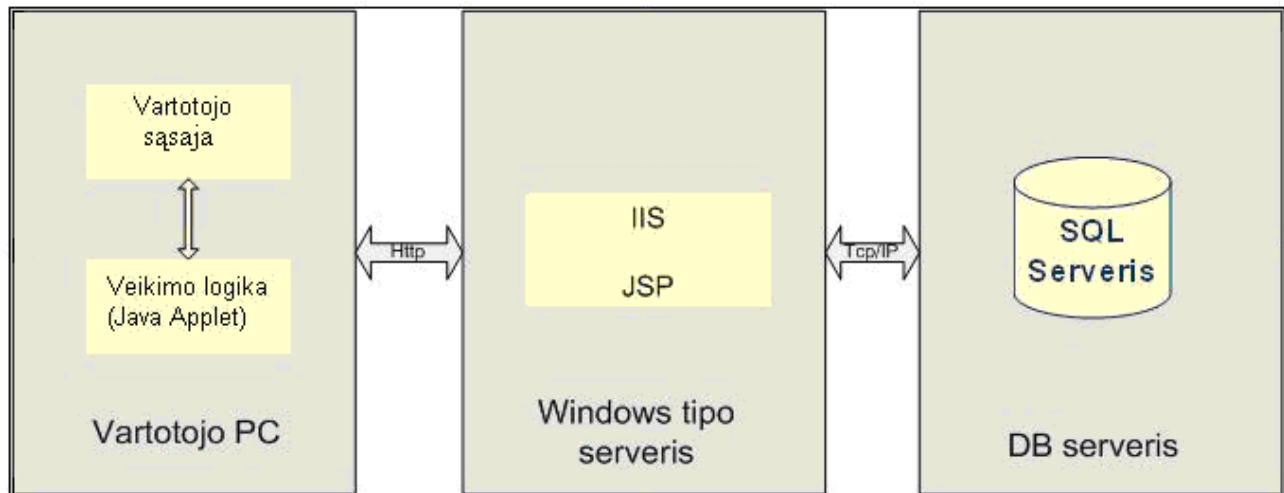 Vartotojo
sąsaja
Veikimo logika
(Java Applet)
Vartotojo PC
Http
IIS
JSP
Windows tipo
serveris
Tcp/IP
SQL
Serveris
DB serveris